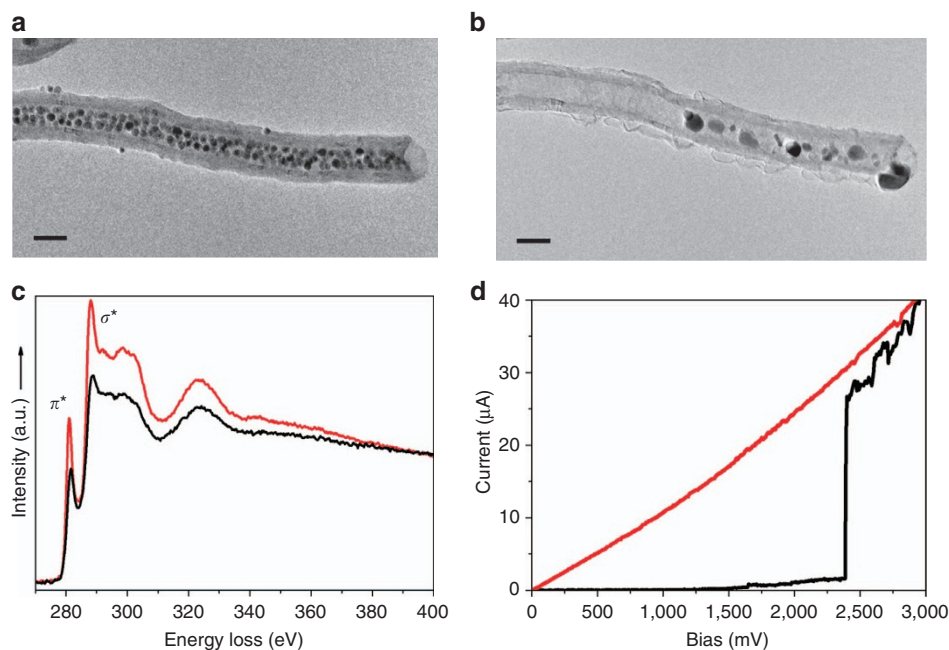 a
b
c
d
σ*
π*
Intensity (a.u.)
280 300 320 340 360 380 400
Energy loss (eV)
40
30
20
10
0
Current (μA)
0 500 1,000 1,500 2,000 2,500 3,000
Bias (mV)